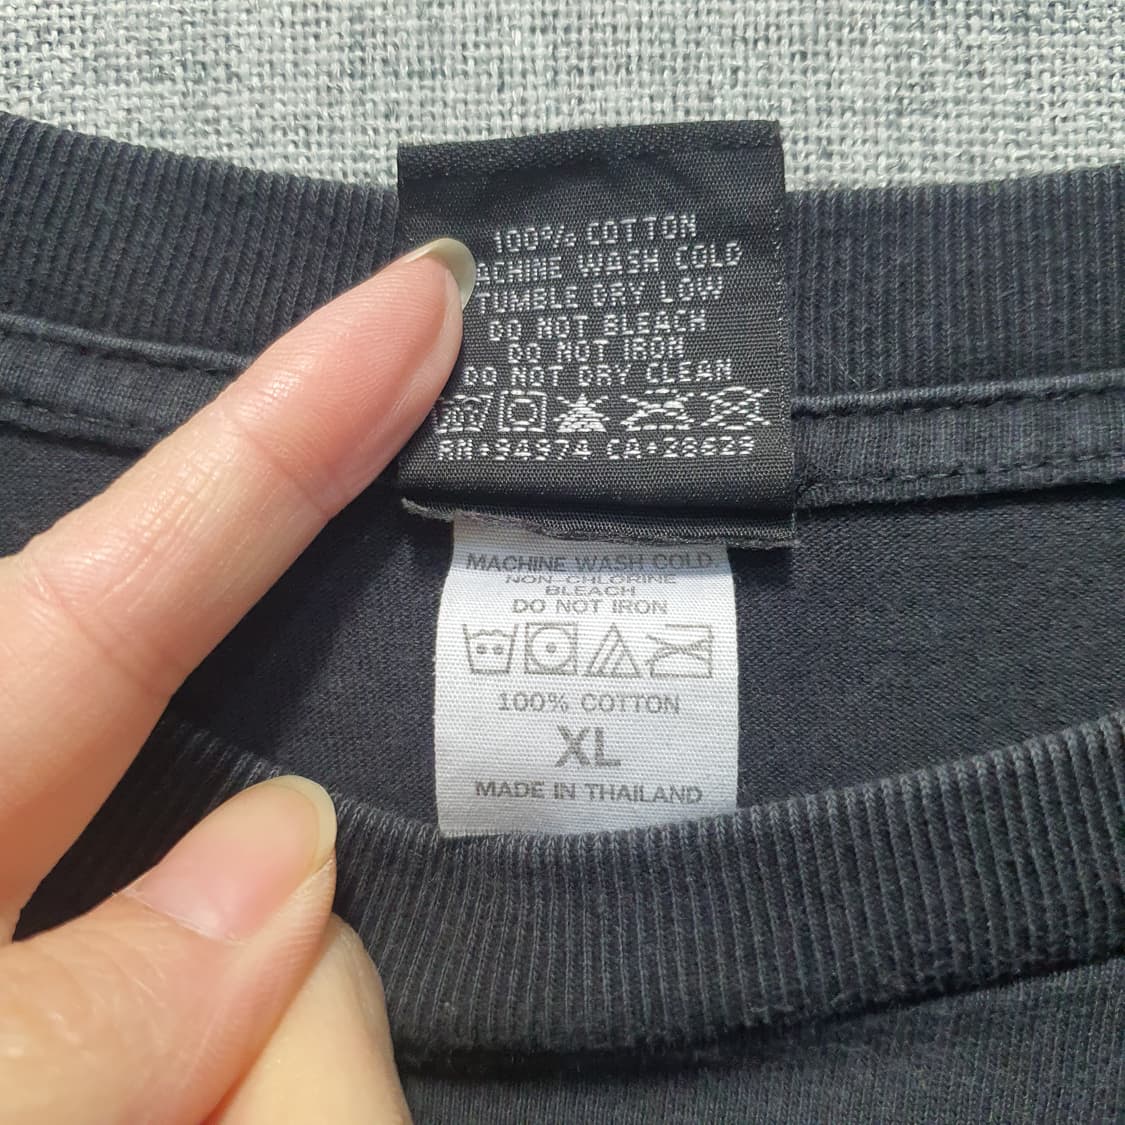 100% COTTON
MACHINE WASH COLD
TUMBLE DRY LOW
DO NOT BLEACH
DO NOT IRON
DO NOT DRY CLEAN
RN•94974 CA•28629
MACHINE WASH COLD
NON-CHLORINE
BLEACH
DO NOT IRON
100% COTTON
XL
MADE IN THAILAND